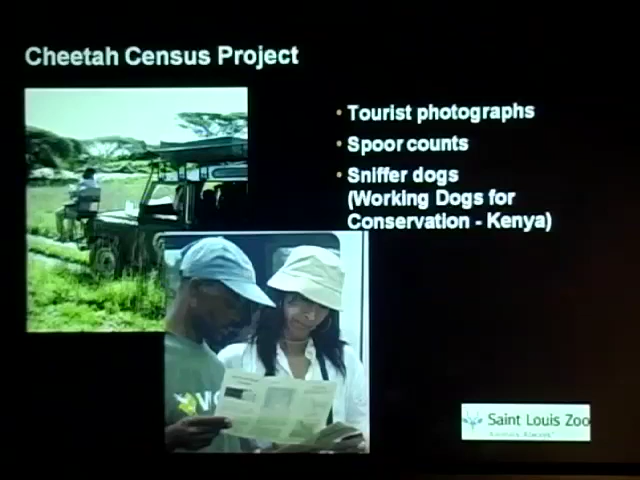 Cheetah Census Project
• Tourist photographs
• Spoor counts
• Sniffer dogs
(Working Dogs for
Conservation - Kenya)
Saint Louis Zoo